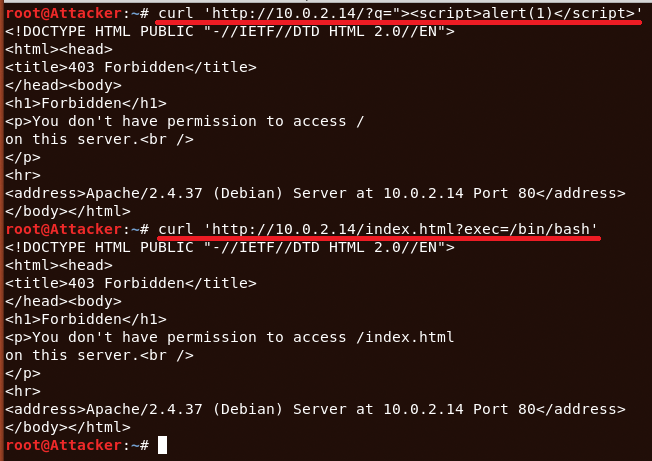 root@Attacker:~# curl 'http://10.0.2.14/?q="><script>alert(1)</script>'
<!DOCTYPE HTML PUBLIC "-//IETF//DTD HTML 2.0//EN">
<html><head>
<title>403 Forbidden</title>
</head><body>
<h1>Forbidden</h1>
<p>You don't have permission to access /
on this server.<br />
</p>
<hr>
<address>Apache/2.4.37 (Debian) Server at 10.0.2.14 Port 80</address>
</body></html>
root@Attacker:~# curl 'http://10.0.2.14/index.html?exec=/bin/bash'
<!DOCTYPE HTML PUBLIC "-//IETF//DTD HTML 2.0//EN">
<html><head>
<title>403 Forbidden</title>
</head><body>
<h1>Forbidden</h1>
<p>You don't have permission to access /index.html
on this server.<br />
</p>
<hr>
<address>Apache/2.4.37 (Debian) Server at 10.0.2.14 Port 80</address>
</body></html>
root@Attacker:~#